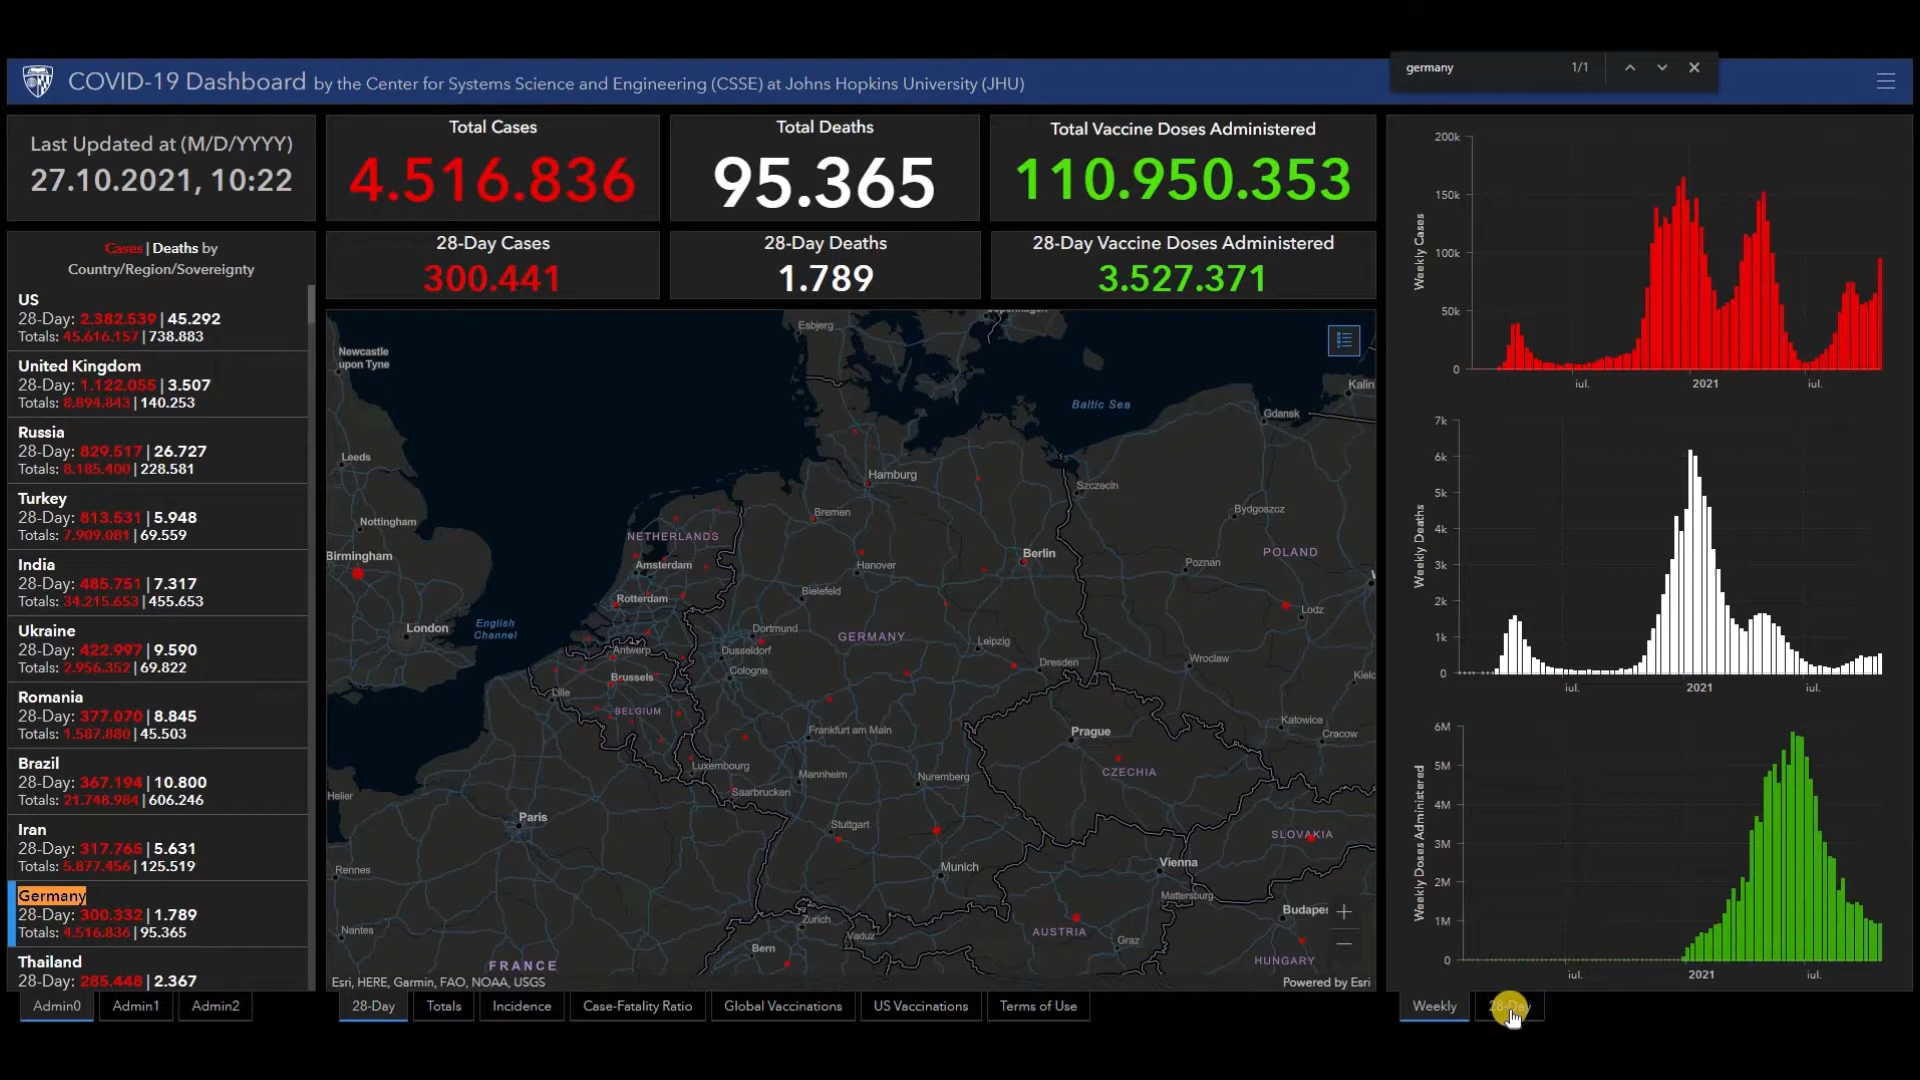 germany 1/1
COVID-19 Dashboard by the Center for Systems Science and Engineering (CSSE) at Johns Hopkins University (JHU)
Last Updated at (M/D/YYYY)
27.10.2021, 10:22
Total Cases
4.516.836
Total Deaths
95.365
Total Vaccine Doses Administered
110.950.353
28-Day Cases
300.441
28-Day Deaths
1.789
28-Day Vaccine Doses Administered
3.527.371
Cases | Deaths by
Country/Region/Sovereignty
US
28-Day: 2.382.539 | 45.292
Totals: 45.616.157 | 738.883
United Kingdom
28-Day: 1.122.055 | 3.507
Totals: 8.894.843 | 140.253
Russia
28-Day: 829.517 | 26.727
Totals: 8.185.400 | 228.581
Turkey
28-Day: 813.531 | 5.948
Totals: 7.909.081 | 69.559
India
28-Day: 485.751 | 7.317
Totals: 34.215.653 | 455.653
Ukraine
28-Day: 422.997 | 9.590
Totals: 2.956.352 | 69.822
Romania
28-Day: 377.070 | 8.845
Totals: 1.587.880 | 45.503
Brazil
28-Day: 367.194 | 10.800
Totals: 21.748.984 | 606.246
Iran
28-Day: 317.765 | 5.631
Totals: 5.877.456 | 125.519
Germany
28-Day: 300.332 | 1.789
Totals: 4.516.836 | 95.365
Thailand
28-Day: 285.448 | 2.367
Admin0 Admin1 Admin2
Esbjerg
Newcastle
upon Tyne
Kalin
Baltic Sea
Gdansk
Leeds
Hamburg
Szczecin
Bremen
Bydgoszcz
Nottingham
NETHERLANDS
Birmingham
Berlin
POLAND
Amsterdam
Hanover
Poznan
Bielefeld
Rotterdam
Lodz
London
English
Channel
Dortmund
GERMANY
Leipzig
Antwerp
Dusseldorf
Dresden
Wroclaw
Cologne
Brussels
Kielc
Lille
BELGIUM
Katowice
Frankfurt am Main
Prague
Cracow
Luxembourg
Mannheim
Nuremberg
CZECHIA
Saarbrucken
Helier
Paris
Stuttgart
SLOVAKIA
Rennes
Munich
Vienna
Mattersburg
Budapes
Zurich
Nantes
Vaduz
AUSTRIA
Graz
Bern
FRANCE
HUNGARY
Esri, HERE, Garmin, FAO, NOAA, USGS
Powered by Esri
28-Day Totals Incidence Case-Fatality Ratio Global Vaccinations US Vaccinations Terms of Use
Weekly Cases
200k
150k
100k
50k
0
iul. 2021 iul.
Weekly Deaths
7k
6k
5k
4k
3k
2k
1k
0
iul. 2021 iul.
Weekly Doses Administered
6M
5M
4M
3M
2M
1M
0
iul. 2021 iul.
Weekly 28-Day